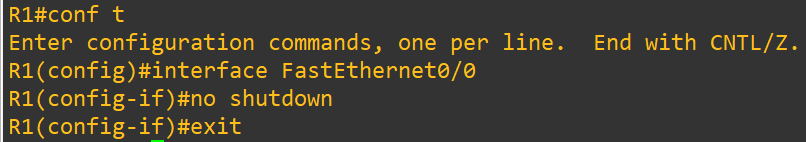 R1#conf t
Enter configuration commands, one per line.  End with CNTL/Z.
R1(config)#interface FastEthernet0/0
R1(config-if)#no shutdown
R1(config-if)#exit